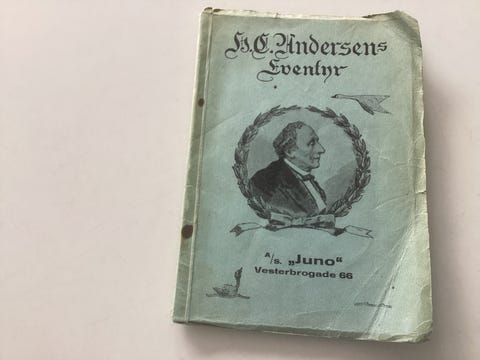 H.C. Andersens
Eventyr
A/S. „Juno“
Vesterbrogade 66